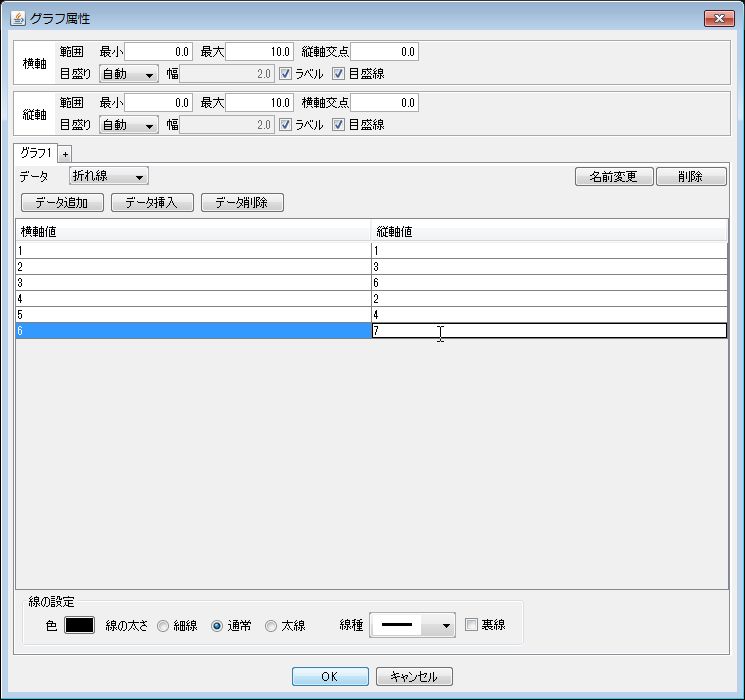 グラフ属性
横軸 範囲 最小 0.0 最大 10.0 縦軸交点 0.0
目盛り 自動 幅 2.0 ラベル 目盛線
縦軸 範囲 最小 0.0 最大 10.0 横軸交点 0.0
目盛り 自動 幅 2.0 ラベル 目盛線
グラフ1 +
データ 折れ線 名前変更 削除
データ追加 データ挿入 データ削除
横軸値 縦軸値
1 1
2 3
3 6
4 2
5 4
6 7
線の設定
色 線の太さ 細線 通常 太線 線種 裏線
OK キャンセル